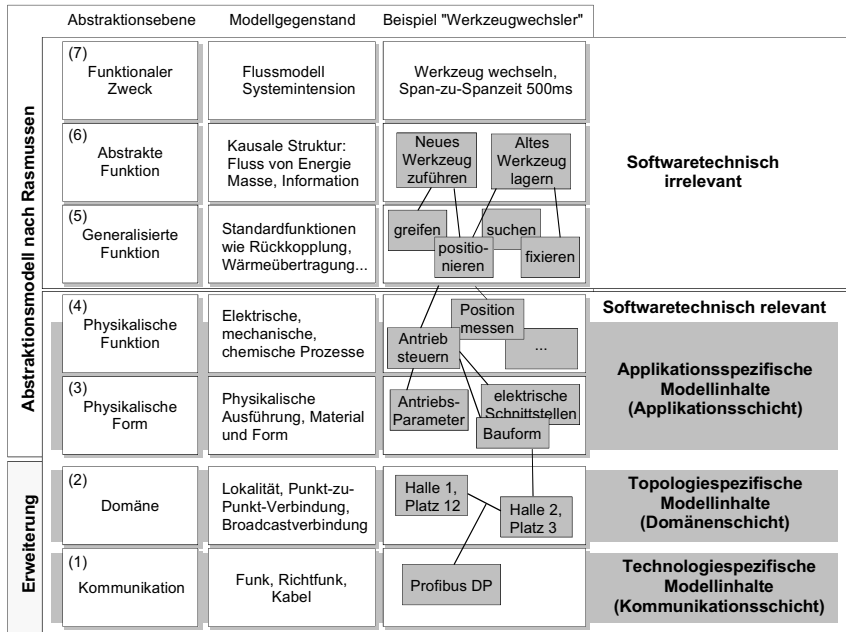 Abstraktionsebene
Modellgegenstand
Beispiel "Werkzeugwechsler"
Abstraktionsmodell nach Rasmussen
(7)
Funktionaler
Zweck
Flussmodell
Systemintension
Werkzeug wechseln,
Span-zu-Spanzeit 500ms
(6)
Abstrakte
Funktion
Kausale Struktur:
Fluss von Energie
Masse, Information
Neues
Werkzeug
zuführen
Altes
Werkzeug
lagern
Softwaretechnisch
irrelevant
(5)
Generalisierte
Funktion
Standardfunktionen
wie Rückkopplung,
Wärmeübertragung...
greifen
positio-
nieren
suchen
fixieren
(4)
Physikalische
Funktion
Elektrische,
mechanische,
chemische Prozesse
Antrieb
steuern
Position
messen
...
Softwaretechnisch relevant
(3)
Physikalische
Form
Physikalische
Ausführung, Material
und Form
Antriebs-
Parameter
elektrische
Schnittstellen
Bauform
Applikationsspezifische
Modellinhalte
(Applikationsschicht)
Erweiterung
(2)
Domäne
Lokalität, Punkt-zu-
Punkt-Verbindung,
Broadcastverbindung
Halle 1,
Platz 12
Halle 2,
Platz 3
Topologiespezifische
Modellinhalte
(Domänenschicht)
(1)
Kommunikation
Funk, Richtfunk,
Kabel
Profibus DP
Technologiespezifische
Modellinhalte
(Kommunikationsschicht)